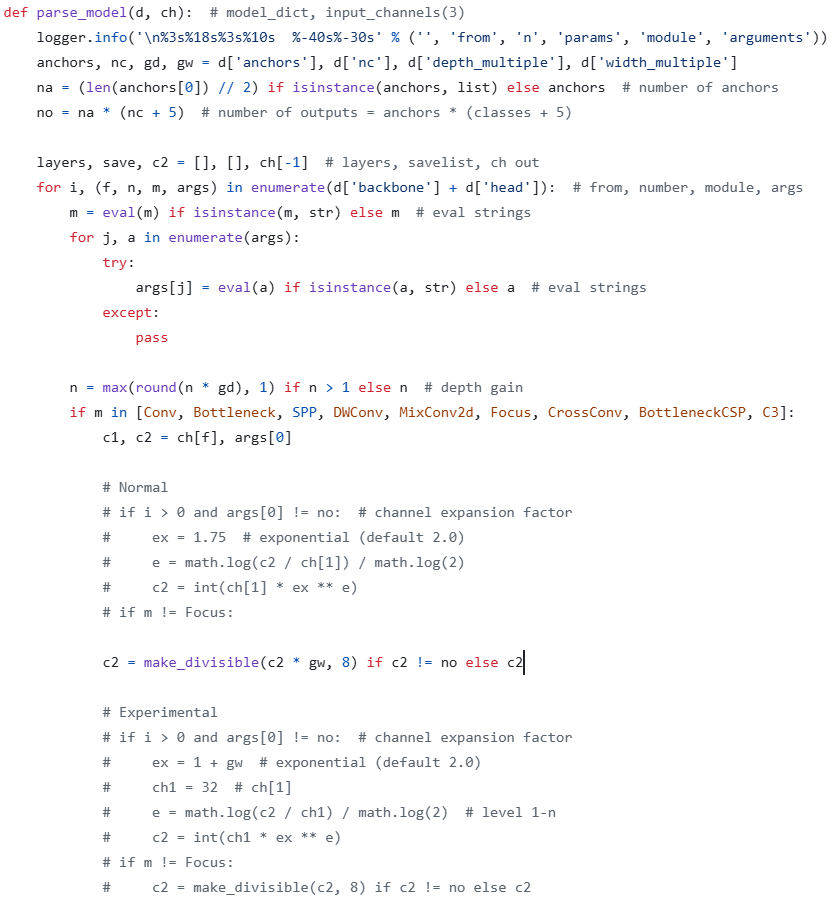 def parse_model(d, ch):  # model_dict, input_channels(3)
    logger.info('\n%3s%18s%3s%10s  %-40s%-30s' % ('', 'from', 'n', 'params', 'module', 'arguments'))
    anchors, nc, gd, gw = d['anchors'], d['nc'], d['depth_multiple'], d['width_multiple']
    na = (len(anchors[0]) // 2) if isinstance(anchors, list) else anchors  # number of anchors
    no = na * (nc + 5)  # number of outputs = anchors * (classes + 5)

    layers, save, c2 = [], [], ch[-1]  # layers, savelist, ch out
    for i, (f, n, m, args) in enumerate(d['backbone'] + d['head']):  # from, number, module, args
        m = eval(m) if isinstance(m, str) else m  # eval strings
        for j, a in enumerate(args):
            try:
                args[j] = eval(a) if isinstance(a, str) else a  # eval strings
            except:
                pass

        n = max(round(n * gd), 1) if n > 1 else n  # depth gain
        if m in [Conv, Bottleneck, SPP, DWConv, MixConv2d, Focus, CrossConv, BottleneckCSP, C3]:
            c1, c2 = ch[f], args[0]

            # Normal
            # if i > 0 and args[0] != no:  # channel expansion factor
            #     ex = 1.75  # exponential (default 2.0)
            #     e = math.log(c2 / ch[1]) / math.log(2)
            #     c2 = int(ch[1] * ex ** e)
            # if m != Focus:

            c2 = make_divisible(c2 * gw, 8) if c2 != no else c2

            # Experimental
            # if i > 0 and args[0] != no:  # channel expansion factor
            #     ex = 1 + gw  # exponential (default 2.0)
            #     ch1 = 32  # ch[1]
            #     e = math.log(c2 / ch1) / math.log(2)  # level 1-n
            #     c2 = int(ch1 * ex ** e)
            # if m != Focus:
            #     c2 = make_divisible(c2, 8) if c2 != no else c2